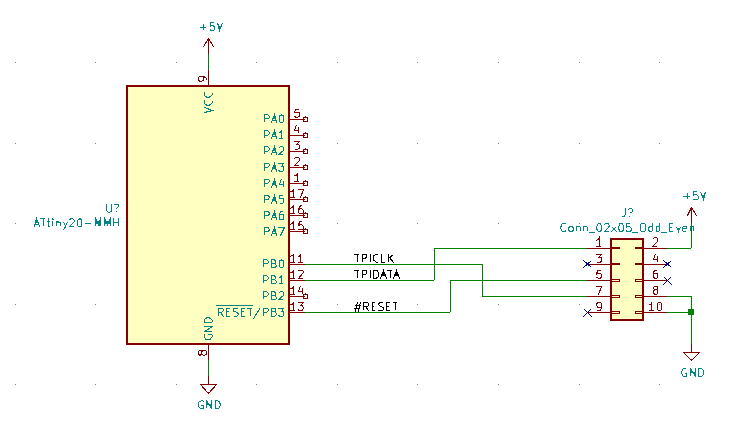 +5V
9
VCC
PA0 5
PA1 4
PA2 3
PA3 2
PA4 1
PA5 17
PA6 16
PA7 15
U?
ATtiny20-MMH
PB0 11
PB1 12
PB2 14
RESET/PB3 13
GND
8
GND
TPICLK
TPIDATA
#RESET
+5V
J?
Conn_02x05_Odd_Even
1 2
3 4
5 6
7 8
9 10
GND